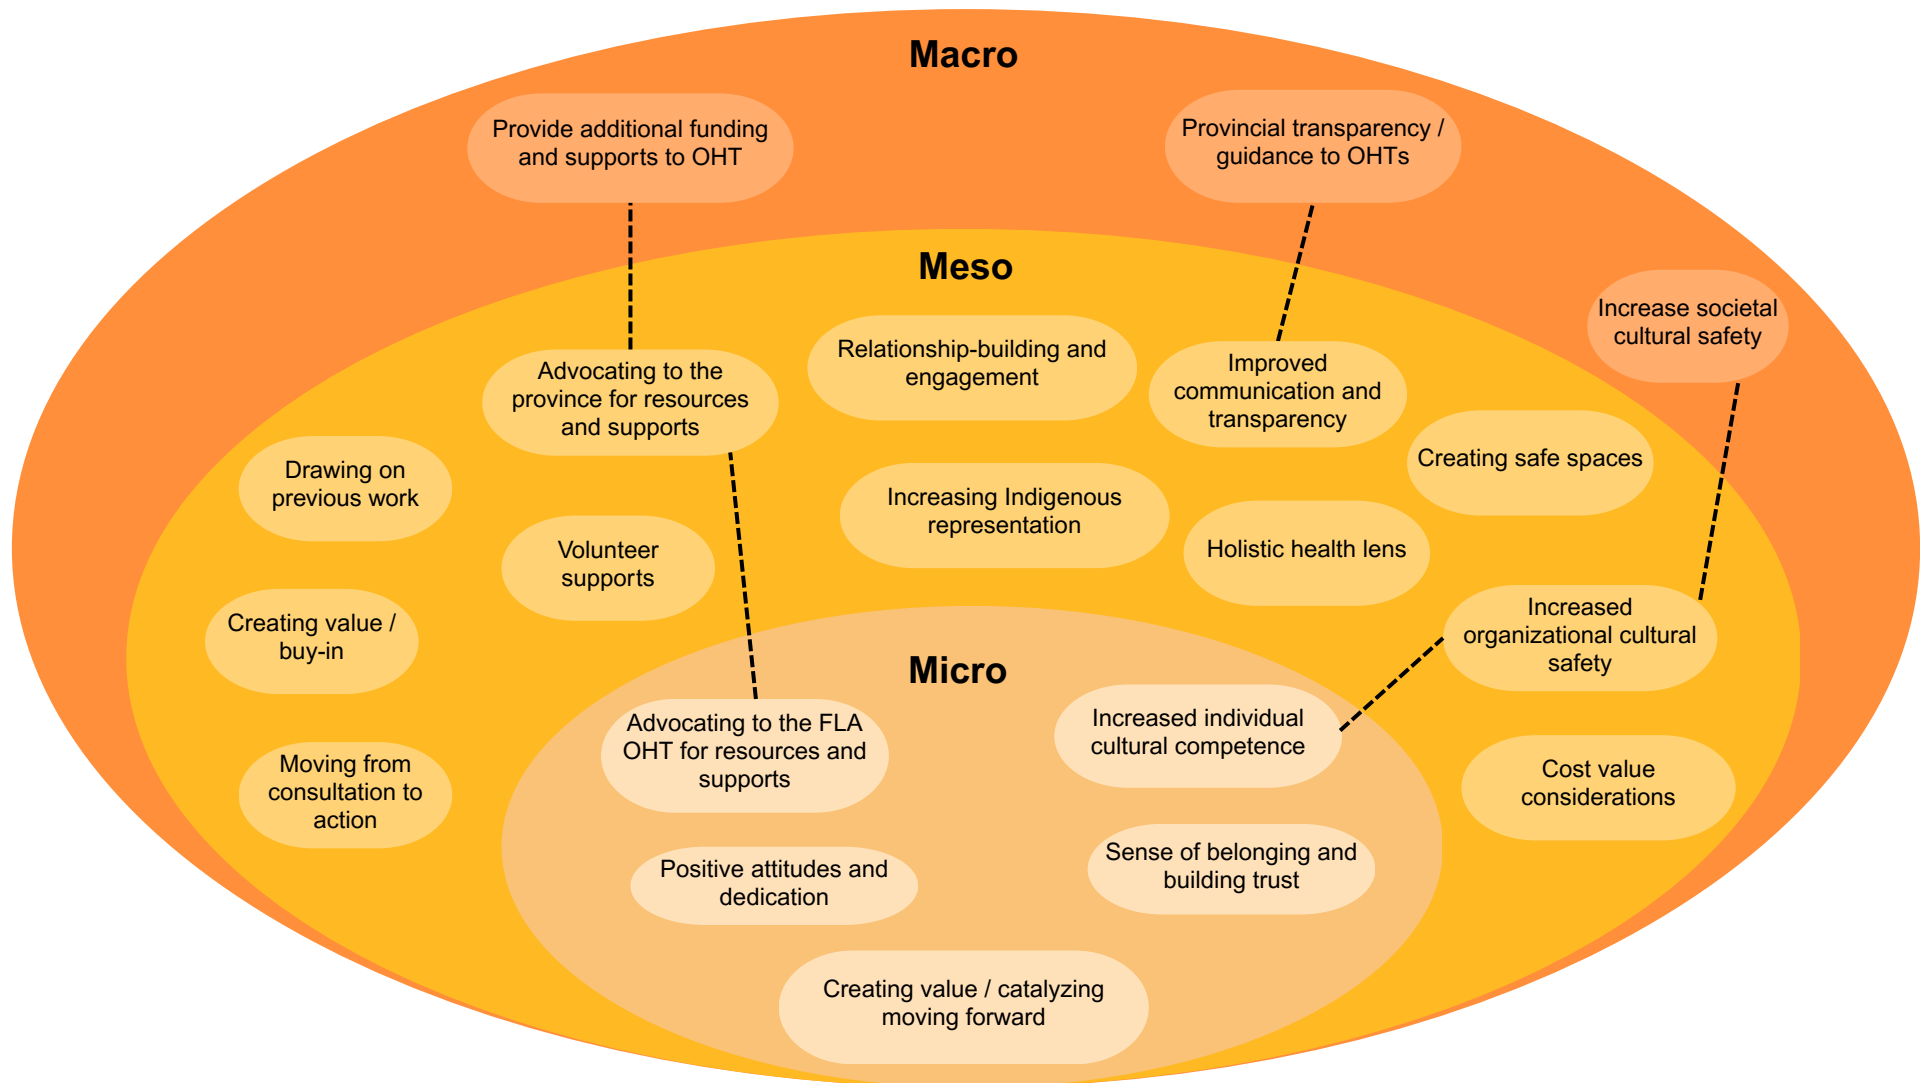 Macro
Provide additional funding
and supports to OHT
Provincial transparency /
guidance to OHTs
Increase societal
cultural safety
Meso
Relationship-building and
engagement
Improved
communication and
transparency
Advocating to the
province for resources
and supports
Creating safe spaces
Drawing on
previous work
Increasing Indigenous
representation
Holistic health lens
Volunteer
supports
Creating value /
buy-in
Increased
organizational cultural
safety
Moving from
consultation to
action
Cost value
considerations
Micro
Advocating to the FLA
OHT for resources and
supports
Increased individual
cultural competence
Positive attitudes and
dedication
Sense of belonging and
building trust
Creating value / catalyzing
moving forward